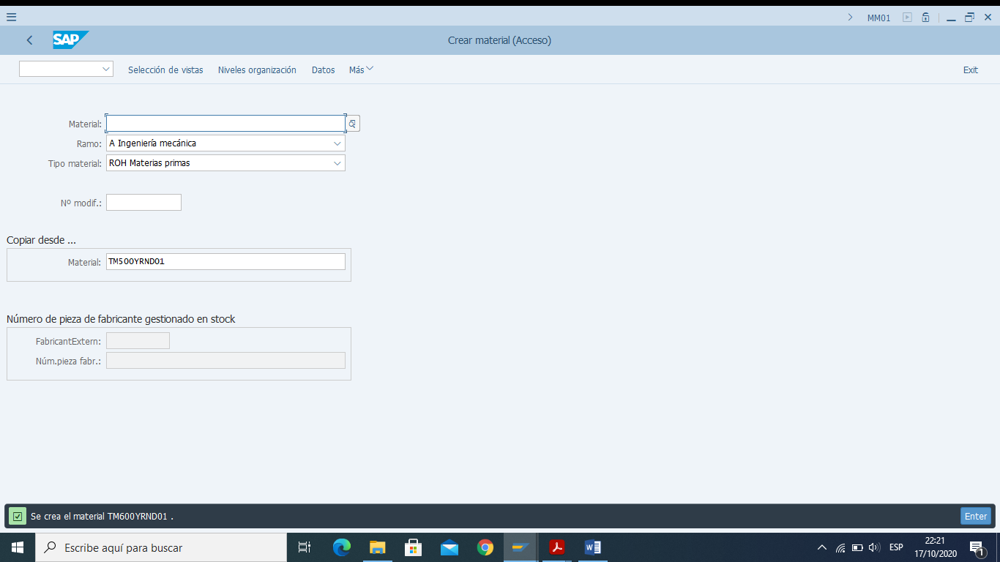 MM01
SAP
Crear material (Acceso)
Selección de vistas Niveles organización Datos Más Exit
Material:
Ramo: A Ingeniería mecánica
Tipo material: ROH Materias primas
Nº modif.:
Copiar desde ...
Material: TM500YRND01
Número de pieza de fabricante gestionado en stock
FabricantExtern:
Núm.pieza fabr.:
Se crea el material TM600YRND01 . Enter
Escribe aquí para buscar
ESP
22:21
17/10/2020
1